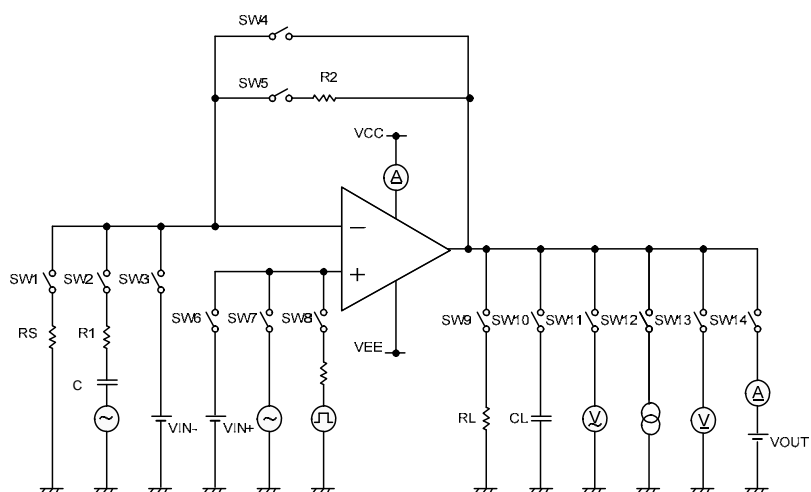 SW4
SW5 R2
VCC
A
− +
SW1 SW2 SW3
SW6 SW7 SW8
SW9 SW10 SW11 SW12 SW13 SW14
RS R1
VEE
C
A
VIN- VIN+
RL CL V V
VOUT